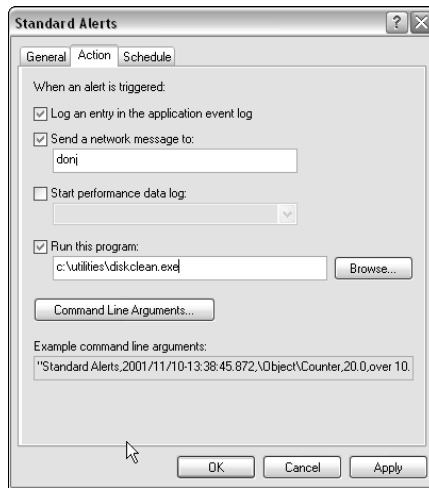 Standard Alerts
General Action Schedule
When an alert is triggered:
Log an entry in the application event log
Send a network message to:
donj
Start performance data log:
Run this program:
c:\utilities\diskclean.exe
Browse...
Command Line Arguments...
Example command line arguments:
"Standard Alerts,2001/11/10-13:38:45.872,\Object\Counter,20.0,over 10.
OK Cancel Apply